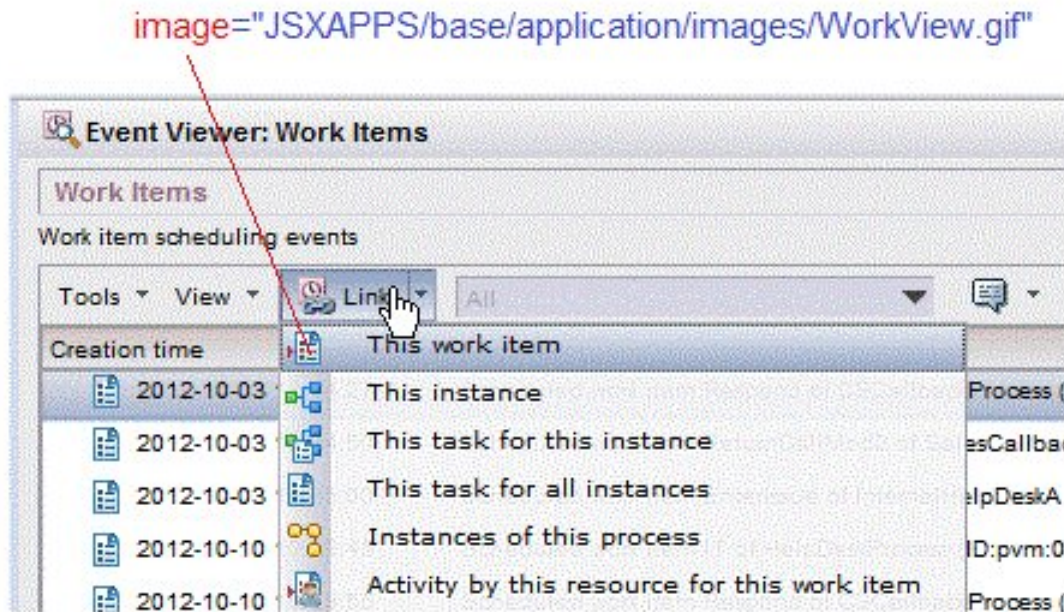 image="JSXAPPS/base/application/images/WorkView.gif"
Event Viewer: Work Items
Work Items
Work item scheduling events
Tools View Link All
Creation time
This work item
2012-10-03 This instance Process (
This task for this instance
2012-10-03 esCallba
2012-10-03 This task for all instances lpDeskA
Instances of this process
2012-10-10 ID:pvm:0
Activity by this resource for this work item
2012-10-10 Process